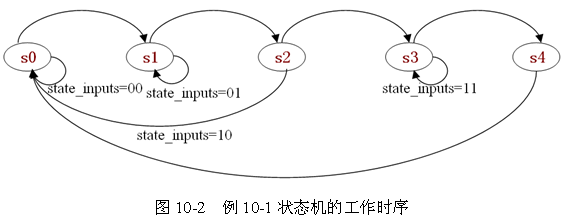 s0 s1 s2 s3 s4
state_inputs=00
state_inputs=01
state_inputs=11
state_inputs=10
图 10-2 例 10-1 状态机的工作时序